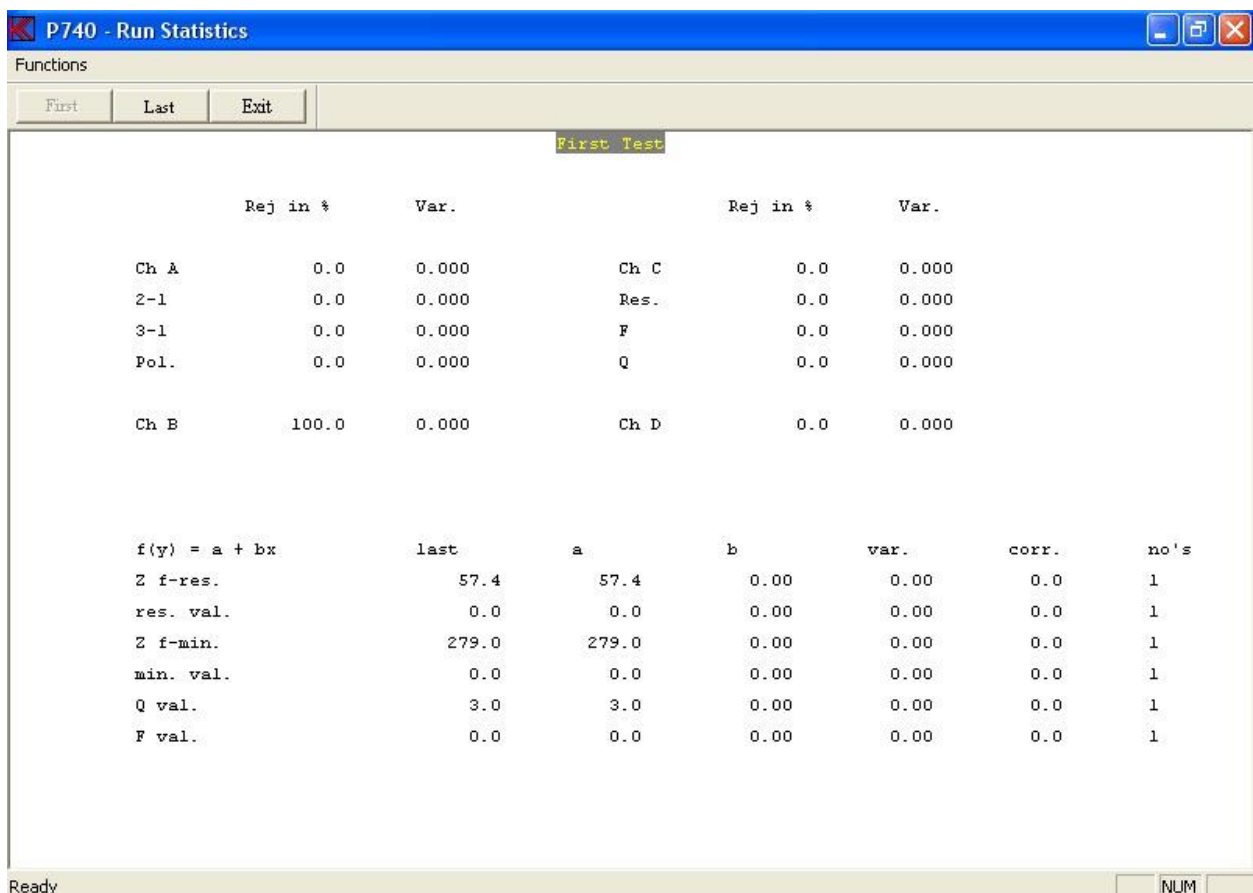 P740 - Run Statistics
Functions
First Last Exit
First Test
Rej in % Var. Rej in % Var.
Ch A 0.0 0.000 Ch C 0.0 0.000
2-1 0.0 0.000 Res. 0.0 0.000
3-1 0.0 0.000 F 0.0 0.000
Pol. 0.0 0.000 Q 0.0 0.000
Ch B 100.0 0.000 Ch D 0.0 0.000
f(y) = a + bx last a b var. corr. no's
Z f-res. 57.4 57.4 0.00 0.00 0.0 1
res. val. 0.0 0.0 0.00 0.00 0.0 1
Z f-min. 279.0 279.0 0.00 0.00 0.0 1
min. val. 0.0 0.0 0.00 0.00 0.0 1
Q val. 3.0 3.0 0.00 0.00 0.0 1
F val. 0.0 0.0 0.00 0.00 0.0 1
Ready NUM